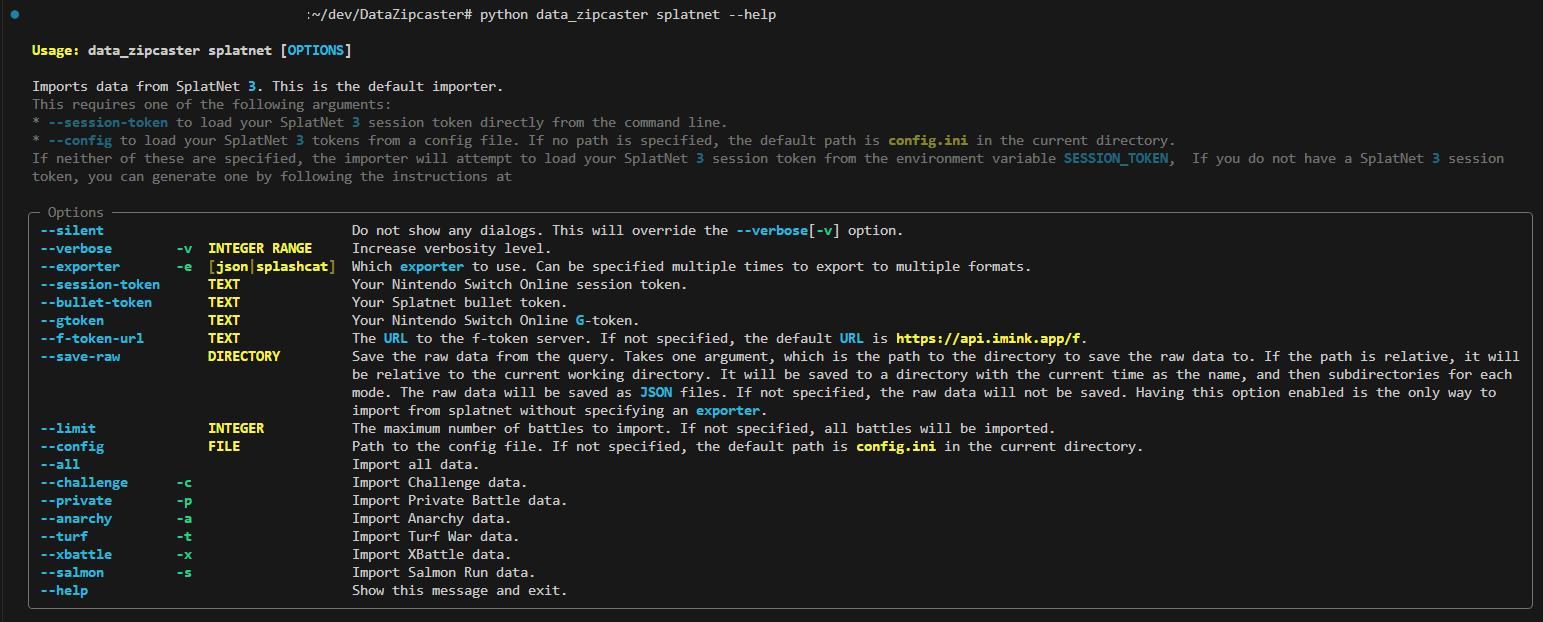 :~/dev/DataZipcaster# python data_zipcaster splatnet --help
Usage: data_zipcaster splatnet [OPTIONS]
Imports data from SplatNet 3. This is the default importer.
This requires one of the following arguments:
* --session-token to load your SplatNet 3 session token directly from the command line.
* --config to load your SplatNet 3 tokens from a config file. If no path is specified, the default path is config.ini in the current directory.
If neither of these are specified, the importer will attempt to load your SplatNet 3 session token from the environment variable SESSION_TOKEN,  If you do not have a SplatNet 3 session
token, you can generate one by following the instructions at
Options
--silent Do not show any dialogs. This will override the --verbose[-v] option.
--verbose -v INTEGER RANGE Increase verbosity level.
--exporter -e [json|splashcat] Which exporter to use. Can be specified multiple times to export to multiple formats.
--session-token TEXT Your Nintendo Switch Online session token.
--bullet-token TEXT Your Splatnet bullet token.
--gtoken TEXT Your Nintendo Switch Online G-token.
--f-token-url TEXT The URL to the f-token server. If not specified, the default URL is https://api.imink.app/f.
--save-raw DIRECTORY Save the raw data from the query. Takes one argument, which is the path to the directory to save the raw data to. If the path is relative, it will
be relative to the current working directory. It will be saved to a directory with the current time as the name, and then subdirectories for each
mode. The raw data will be saved as JSON files. If not specified, the raw data will not be saved. Having this option enabled is the only way to
import from splatnet without specifying an exporter.
--limit INTEGER The maximum number of battles to import. If not specified, all battles will be imported.
--config FILE Path to the config file. If not specified, the default path is config.ini in the current directory.
--all Import all data.
--challenge -c Import Challenge data.
--private -p Import Private Battle data.
--anarchy -a Import Anarchy data.
--turf -t Import Turf War data.
--xbattle -x Import XBattle data.
--salmon -s Import Salmon Run data.
--help Show this message and exit.